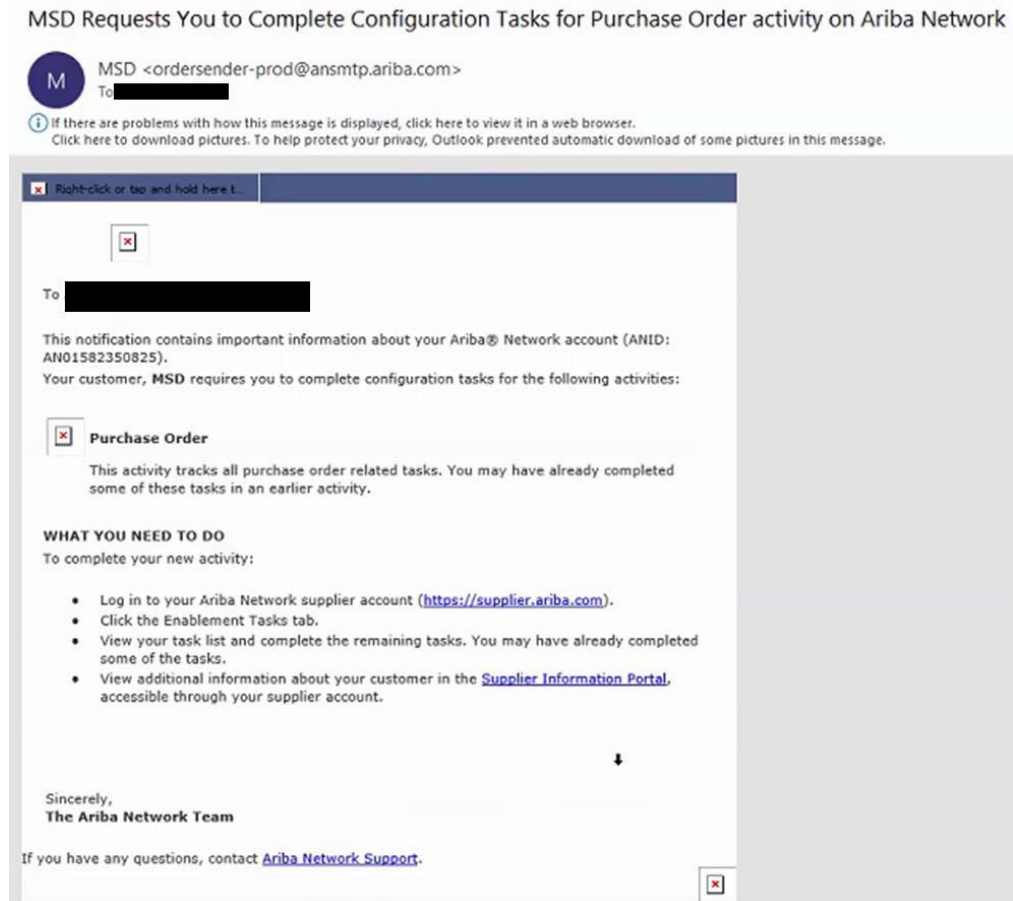 MSD Requests You to Complete Configuration Tasks for Purchase Order activity on Ariba Network
M
MSD <ordersender-prod@ansmtp.ariba.com>
To
If there are problems with how this message is displayed, click here to view it in a web browser.
Click here to download pictures. To help protect your privacy, Outlook prevented automatic download of some pictures in this message.
Right-click or tap and hold here t...
To
This notification contains important information about your Ariba® Network account (ANID:
AN01582350825).
Your customer, MSD requires you to complete configuration tasks for the following activities:
Purchase Order
This activity tracks all purchase order related tasks. You may have already completed
some of these tasks in an earlier activity.
WHAT YOU NEED TO DO
To complete your new activity:
• Log in to your Ariba Network supplier account (https://supplier.ariba.com).
• Click the Enablement Tasks tab.
• View your task list and complete the remaining tasks. You may have already completed
some of the tasks.
• View additional information about your customer in the Supplier Information Portal,
accessible through your supplier account.
Sincerely,
The Ariba Network Team
If you have any questions, contact Ariba Network Support.